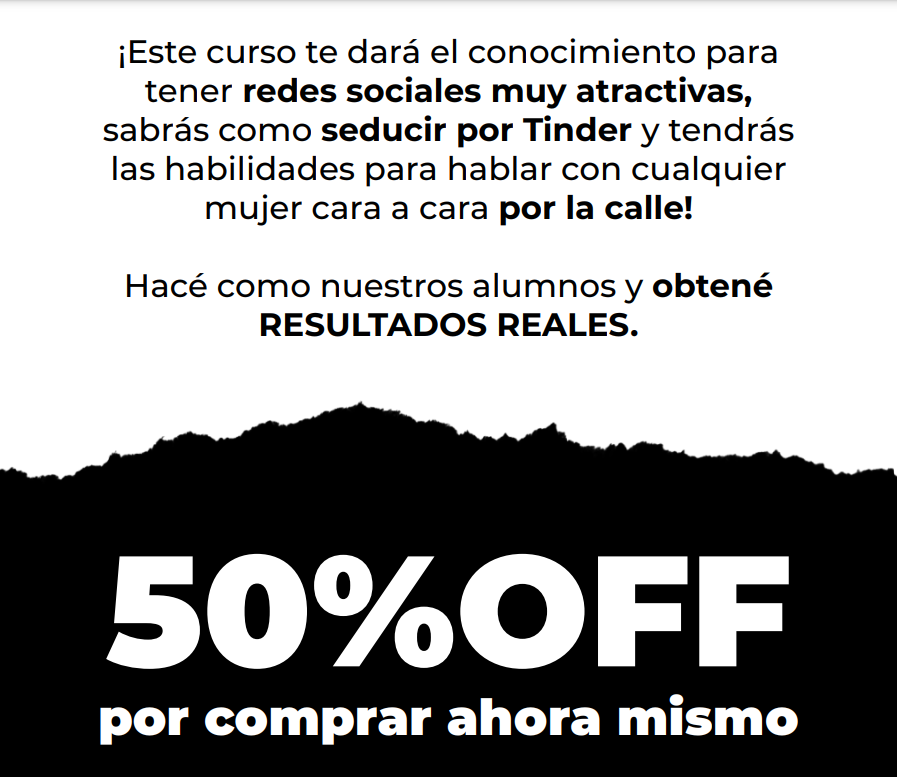 ¡Este curso te dará el conocimiento para
tener redes sociales muy atractivas,
sabrás como seducir por Tinder y tendrás
las habilidades para hablar con cualquier
mujer cara a cara por la calle!
Hacé como nuestros alumnos y obtené
RESULTADOS REALES.
50%OFF
por comprar ahora mismo